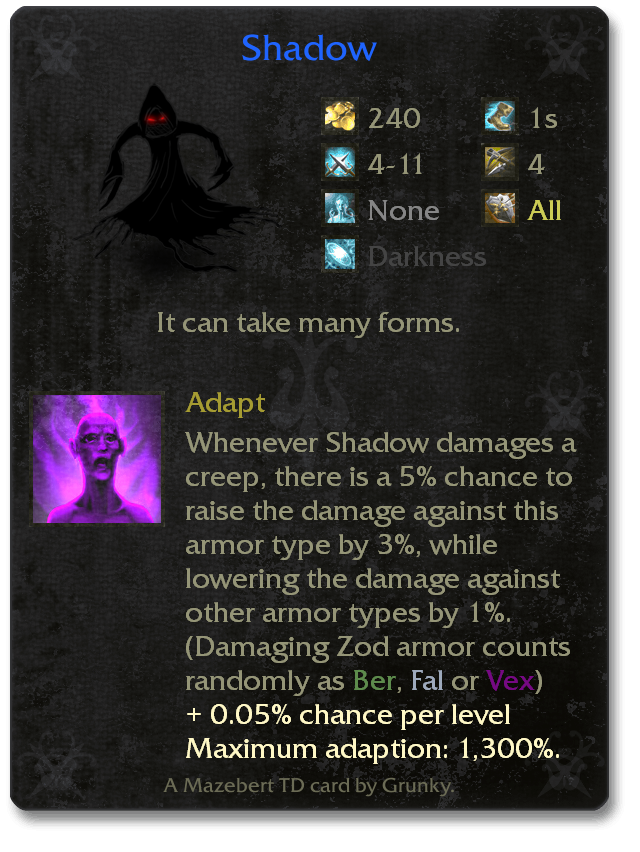 Shadow
240 1s
4-11 4
None All
Darkness
It can take many forms.
Adapt
Whenever Shadow damages a
creep, there is a 5% chance to
raise the damage against this
armor type by 3%, while
lowering the damage against
other armor types by 1%.
(Damaging Zod armor counts
randomly as Ber, Fal or Vex)
+ 0.05% chance per level
Maximum adaption: 1,300%.
A Mazebert TD card by Grunky.